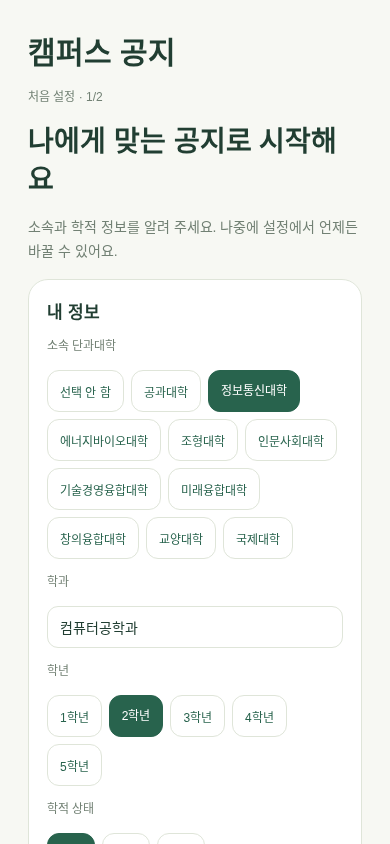 캠퍼스 공지
처음 설정 · 1/2
나에게 맞는 공지로 시작해
요
소속과 학적 정보를 알려 주세요. 나중에 설정에서 언제든
바꿀 수 있어요.
내 정보
소속 단과대학
선택 안 함 공과대학 정보통신대학
에너지바이오대학 조형대학 인문사회대학
기술경영융합대학 미래융합대학
창의융합대학 교양대학 국제대학
학과
컴퓨터공학과
학년
1학년 2학년 3학년 4학년
5학년
학적 상태